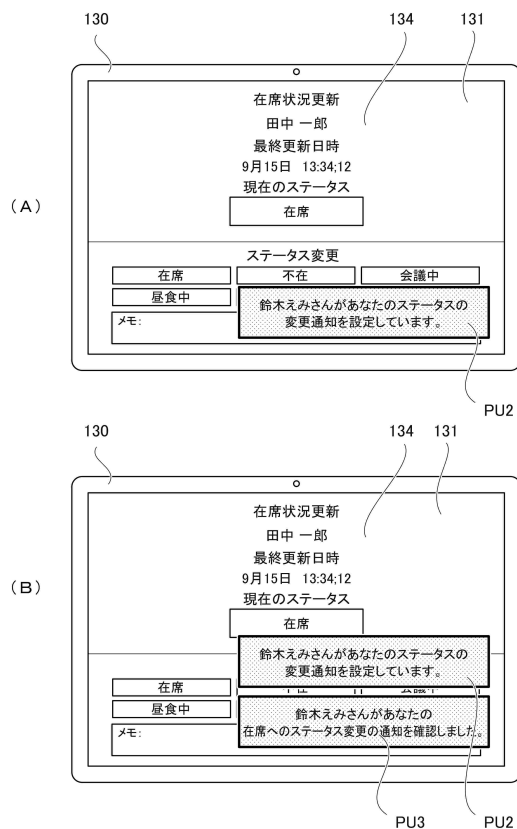 130
134
131
(A)
在席状況更新
田中 一郎
最終更新日時
9月15日 13:34;12
現在のステータス
在席
ステータス変更
在席
不在
会議中
昼食中
鈴木えみさんがあなたのステータスの
変更通知を設定しています。
メモ:
PU2
130
134
131
(B)
在席状況更新
田中 一郎
最終更新日時
9月15日 13:34;12
現在のステータス
在席
鈴木えみさんがあなたのステータスの
変更通知を設定しています。
在席
昼食中
鈴木えみさんがあなたの
在席へのステータス変更の通知を確認しました。
メモ:
PU3
PU2